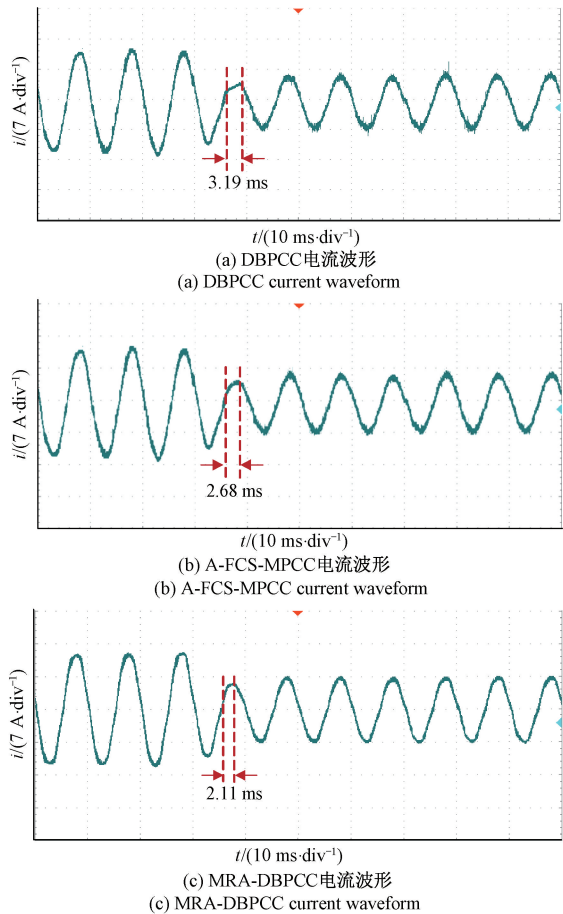 i/(7 A·div⁻¹)
3.19 ms
t/(10 ms·div⁻¹)
(a) DBPCC电流波形
(a) DBPCC current waveform
i/(7 A·div⁻¹)
2.68 ms
t/(10 ms·div⁻¹)
(b) A-FCS-MPCC电流波形
(b) A-FCS-MPCC current waveform
i/(7 A·div⁻¹)
2.11 ms
t/(10 ms·div⁻¹)
(c) MRA-DBPCC电流波形
(c) MRA-DBPCC current waveform